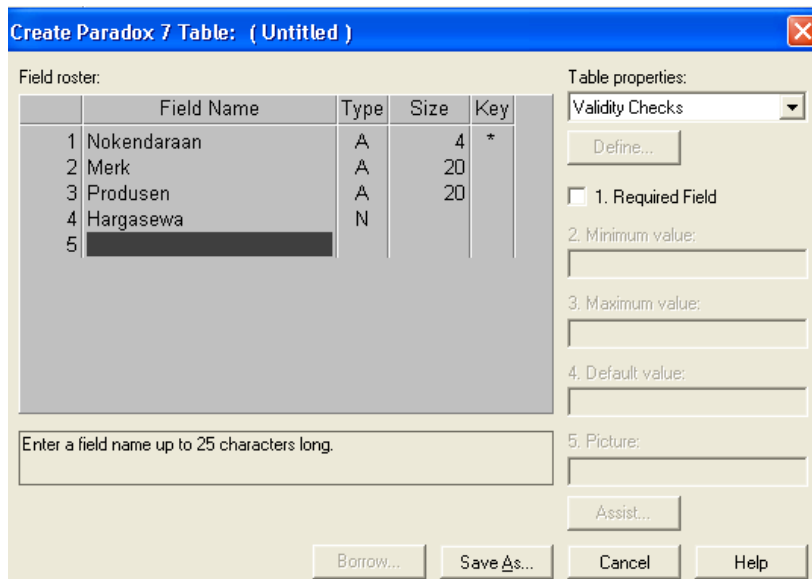 Create Paradox 7 Table: ( Untitled )
Field roster:
Field Name Type Size Key
1 Nokendaraan A 4 *
2 Merk A 20
3 Produsen A 20
4 Hargasewa N
5
Enter a field name up to 25 characters long.
Table properties:
Validity Checks
Define...
1. Required Field
2. Minimum value:
3. Maximum value:
4. Default value:
5. Picture:
Assist...
Borrow...
Save As...
Cancel
Help